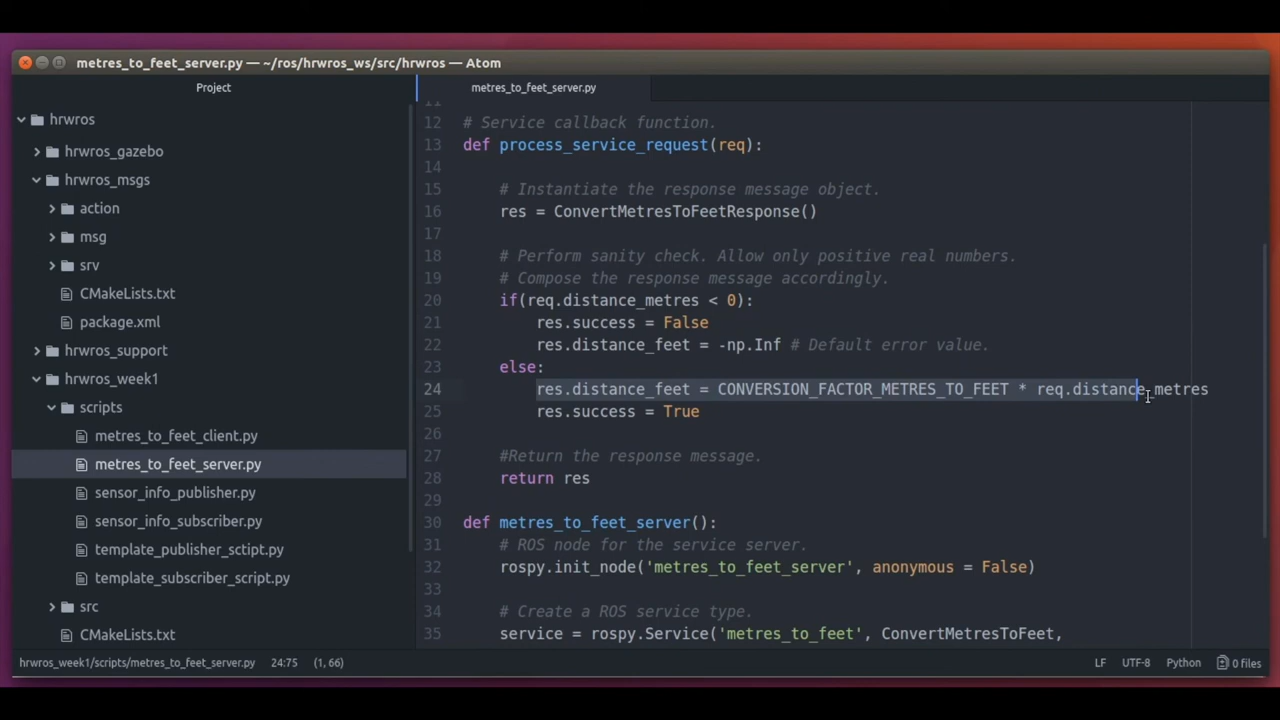 metres_to_feet_server.py — ~/ros/hrwros_ws/src/hrwros — Atom
Project
hrwros
hrwros_gazebo
hrwros_msgs
action
msg
srv
CMakeLists.txt
package.xml
hrwros_support
hrwros_week1
scripts
metres_to_feet_client.py
metres_to_feet_server.py
sensor_info_publisher.py
sensor_info_subscriber.py
template_publisher_sctipt.py
template_subscriber_script.py
src
CMakeLists.txt
metres_to_feet_server.py
11
12 # Service callback function.
13 def process_service_request(req):
14
15 # Instantiate the response message object.
16 res = ConvertMetresToFeetResponse()
17
18 # Perform sanity check. Allow only positive real numbers.
19 # Compose the response message accordingly.
20 if(req.distance_metres < 0):
21 res.success = False
22 res.distance_feet = -np.Inf # Default error value.
23 else:
24 res.distance_feet = CONVERSION_FACTOR_METRES_TO_FEET * req.distance_metres
25 res.success = True
26
27 #Return the response message.
28 return res
29
30 def metres_to_feet_server():
31 # ROS node for the service server.
32 rospy.init_node('metres_to_feet_server', anonymous = False)
33
34 # Create a ROS service type.
35 service = rospy.Service('metres_to_feet', ConvertMetresToFeet,
hrwros_week1/scripts/metres_to_feet_server.py 24:75 (1, 66) LF UTF-8 Python 0 files